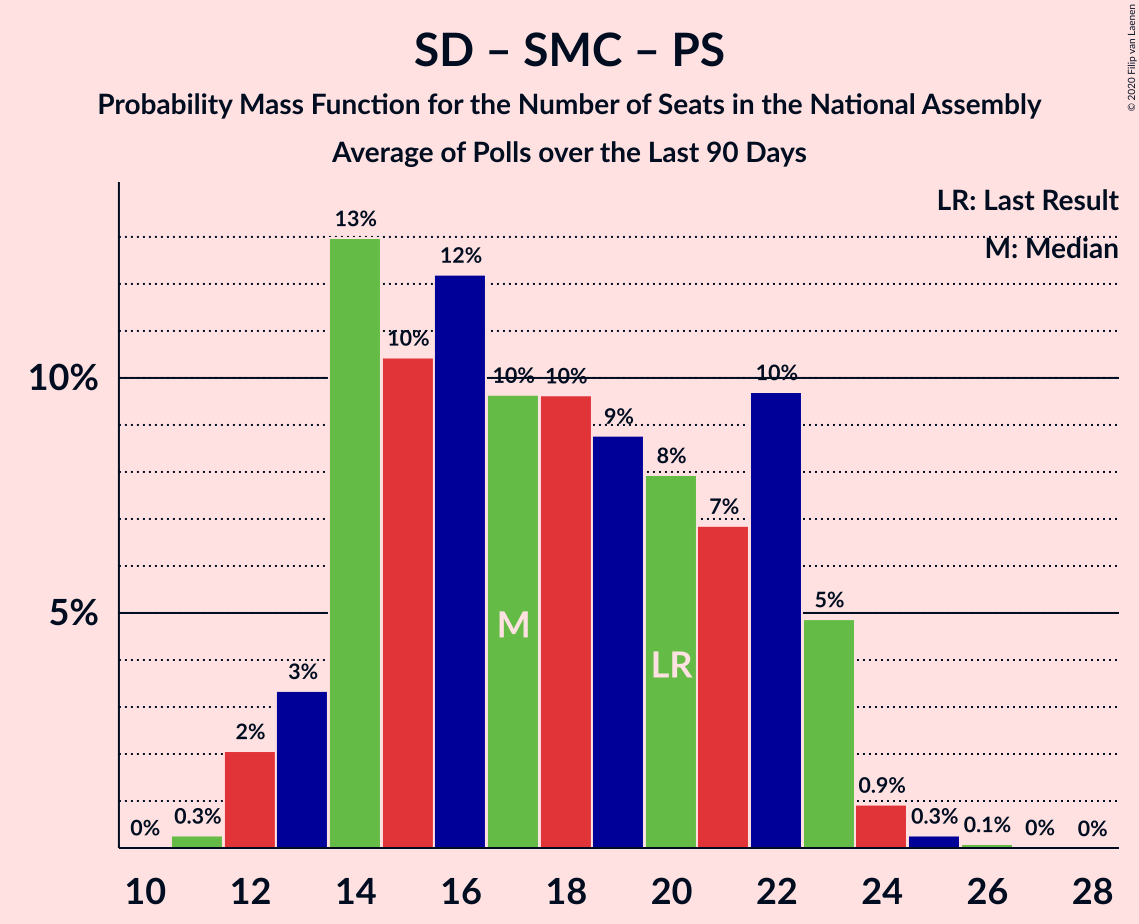 SD – SMC – PS
Probability Mass Function for the Number of Seats in the National Assembly
Average of Polls over the Last 90 Days
© 2020 Filip van Laenen
LR: Last Result
M: Median
13%
12%
10%
10%
10% 10%
10%
9%
8%
7%
5%
5%
M
LR
3%
2%
0.9%
0% 0.3%
0.3% 0.1% 0% 0%
10 12 14 16 18 20 22 24 26 28